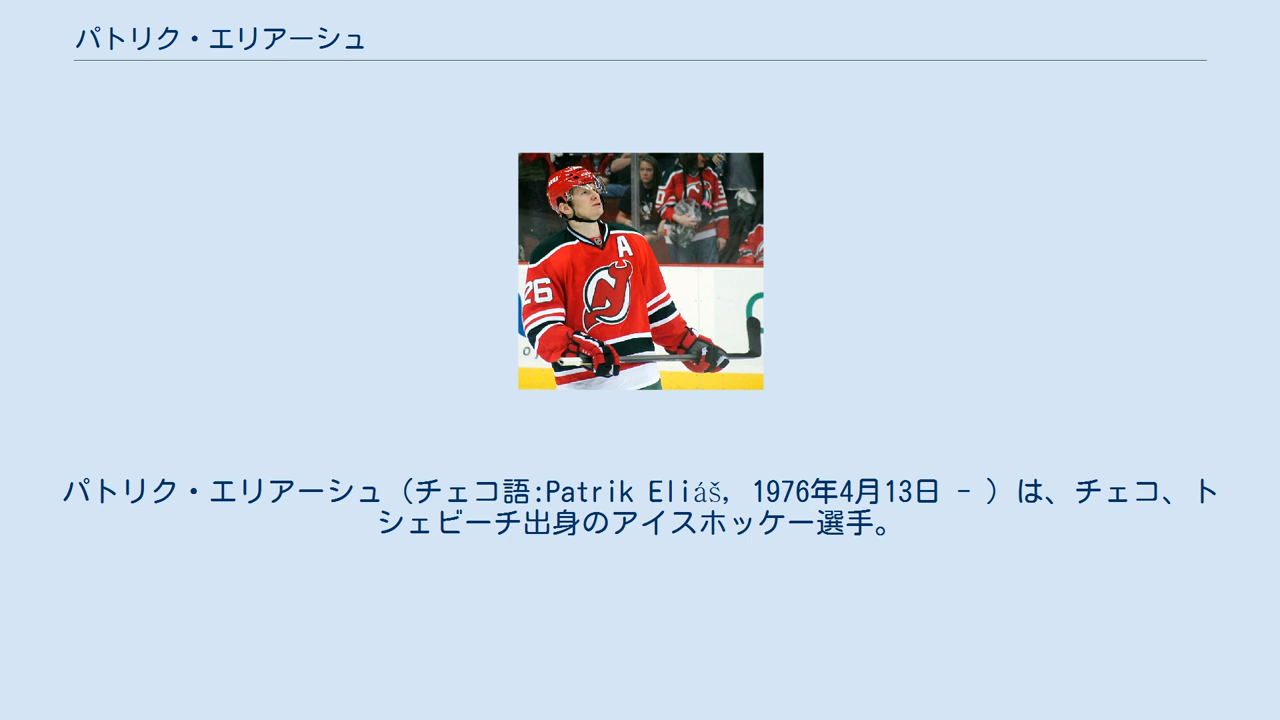 パトリク・エリアーシュ
A
26
パトリク・エリアーシュ（チェコ語:Patrik Eliáš, 1976年4月13日 - ）は、チェコ、ト
シェビーチ出身のアイスホッケー選手。